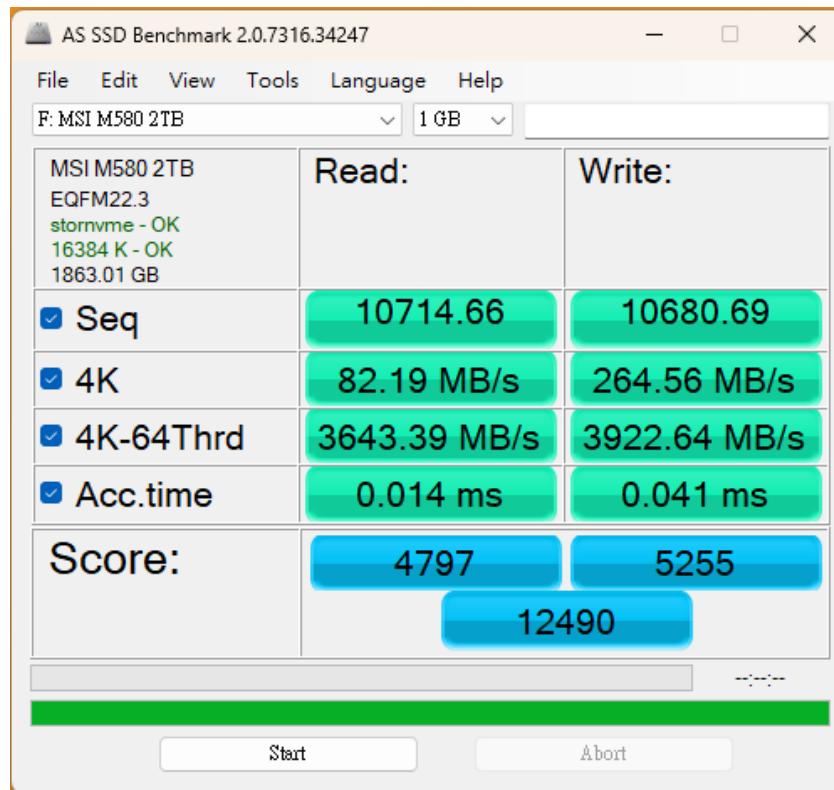 AS SSD Benchmark 2.0.7316.34247
File Edit View Tools Language Help
F: MSI M580 2TB 1 GB
MSI M580 2TB
EQFM22.3
stornvme - OK
16384 K - OK
1863.01 GB
Read: Write:
Seq 10714.66 10680.69
4K 82.19 MB/s 264.56 MB/s
4K-64Thrd 3643.39 MB/s 3922.64 MB/s
Acc.time 0.014 ms 0.041 ms
Score: 4797 5255
12490
--:--:--
Start Abort